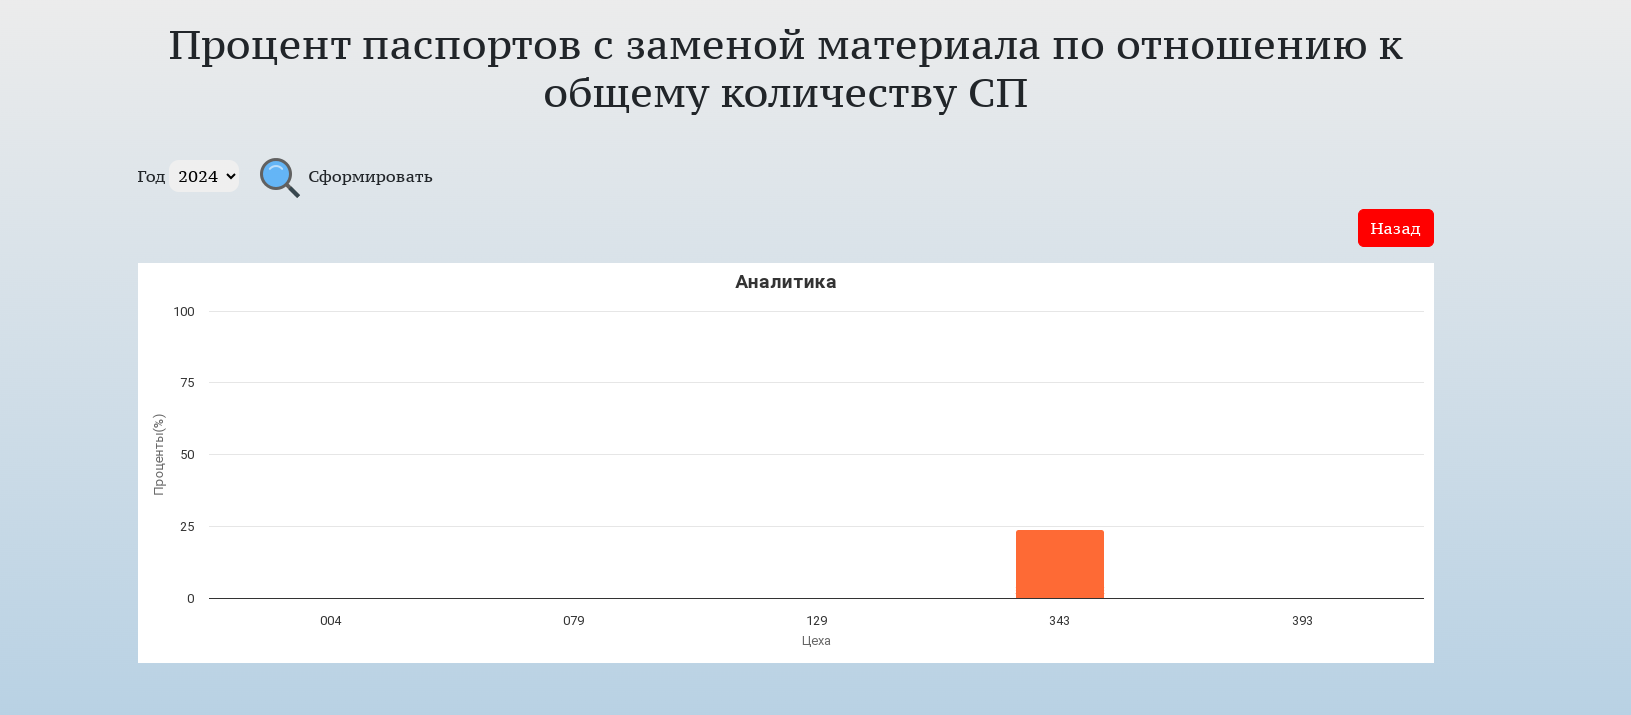 Процент паспортов с заменой материала по отношению к
общему количеству СП
Год 2024 Сформировать
Назад
Аналитика
100
75
50
25
0
Проценты(%)
004 079 129 343 393
Цеха